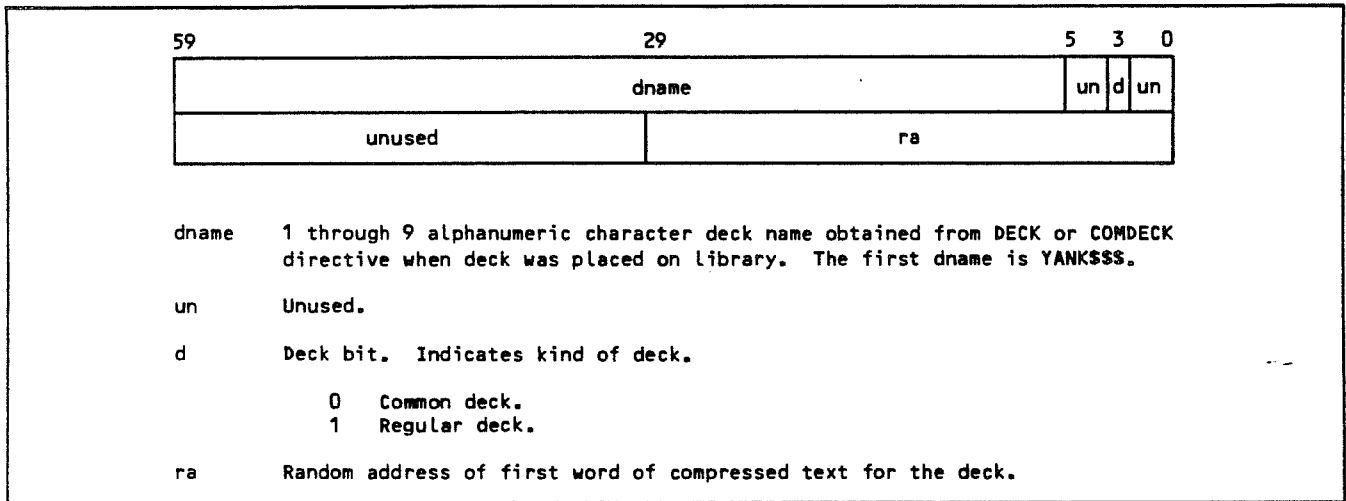 59 29 5 3 0
dname un d un
unused ra
dname 1 through 9 alphanumeric character deck name obtained from DECK or COMDECK
directive when deck was placed on library. The first dname is YANK$$$.
un Unused.
d Deck bit. Indicates kind of deck.
0 Common deck.
1 Regular deck.
ra Random address of first word of compressed text for the deck.